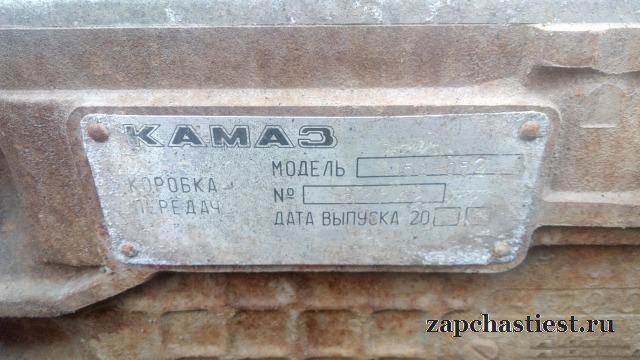 КАМАЗ
МОДЕЛЬ
КОРОБКА
ПЕРЕДАЧ
№
ДАТА ВЫПУСКА 20
zapchastiest.ru